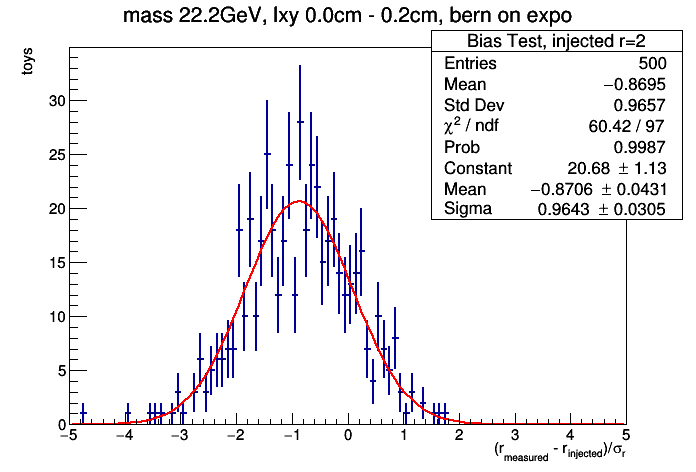 mass 22.2GeV, lxy 0.0cm - 0.2cm, bern on expo
Bias Test, injected r=2
Entries 500
Mean −0.8695
Std Dev 0.9657
χ² / ndf 60.42 / 97
Prob 0.9987
Constant 20.68 ± 1.13
Mean −0.8706 ± 0.0431
Sigma 0.9643 ± 0.0305
toys
30
25
20
15
10
5
0
−5 −4 −3 −2 −1 0 1 2 3 4 5
(r_measured - r_injected)/σ_r